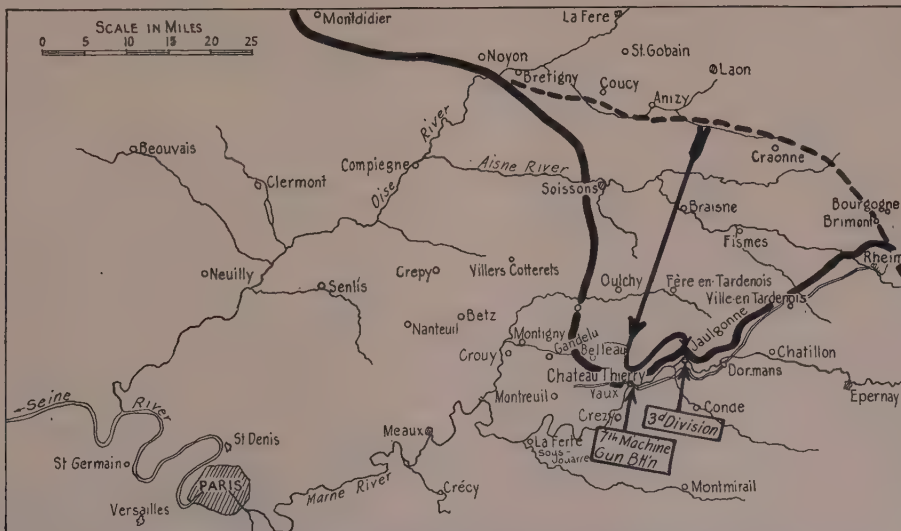 SCALE IN MILES
0 5 10 15 20 25
Montdidier
La Fere
Noyon
St. Gobain
Bretigny
Coucy
Laon
Anizy
Beauvais
Oise River
Compiegne
Aisne River
Craonne
Clermont
Soissons
Bourgogne
Braisne
Brimont
Fismes
Rheims
Neuilly
Senlis
Crepy
Villers Cotterets
Oulchy
Fère en Tardenois
Ville en Tardenois
Betz
Nanteuil
Montigny
Gandelu
Belleau
Jaulgonne
Crouy
Chateau Thierry
Vaux
Chatillon
Dormans
Epernay
Montreuil
Conde
Crezy
3d Division
7th Machine
Gun Bt'n
Seine River
St Denis
Meaux
La Ferte
Sous-Jouarre
St Germain
PARIS
Versailles
Marne River
Crécy
Montmirail